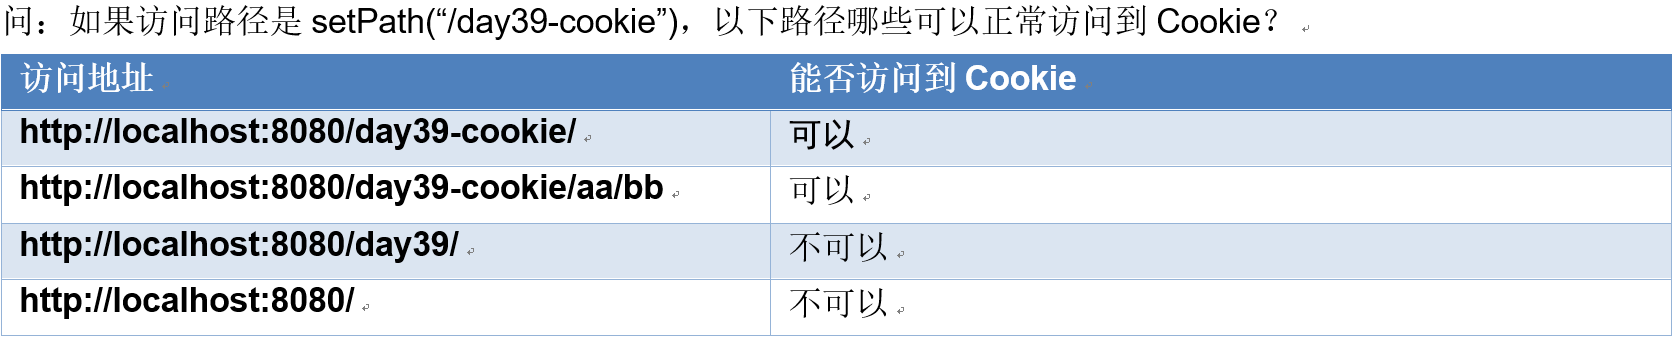 问：如果访问路径是 setPath(“/day39-cookie”)，以下路径哪些可以正常访问到 Cookie？
访问地址 能否访问到 Cookie
http://localhost:8080/day39-cookie/ 可以
http://localhost:8080/day39-cookie/aa/bb 可以
http://localhost:8080/day39/ 不可以
http://localhost:8080/ 不可以